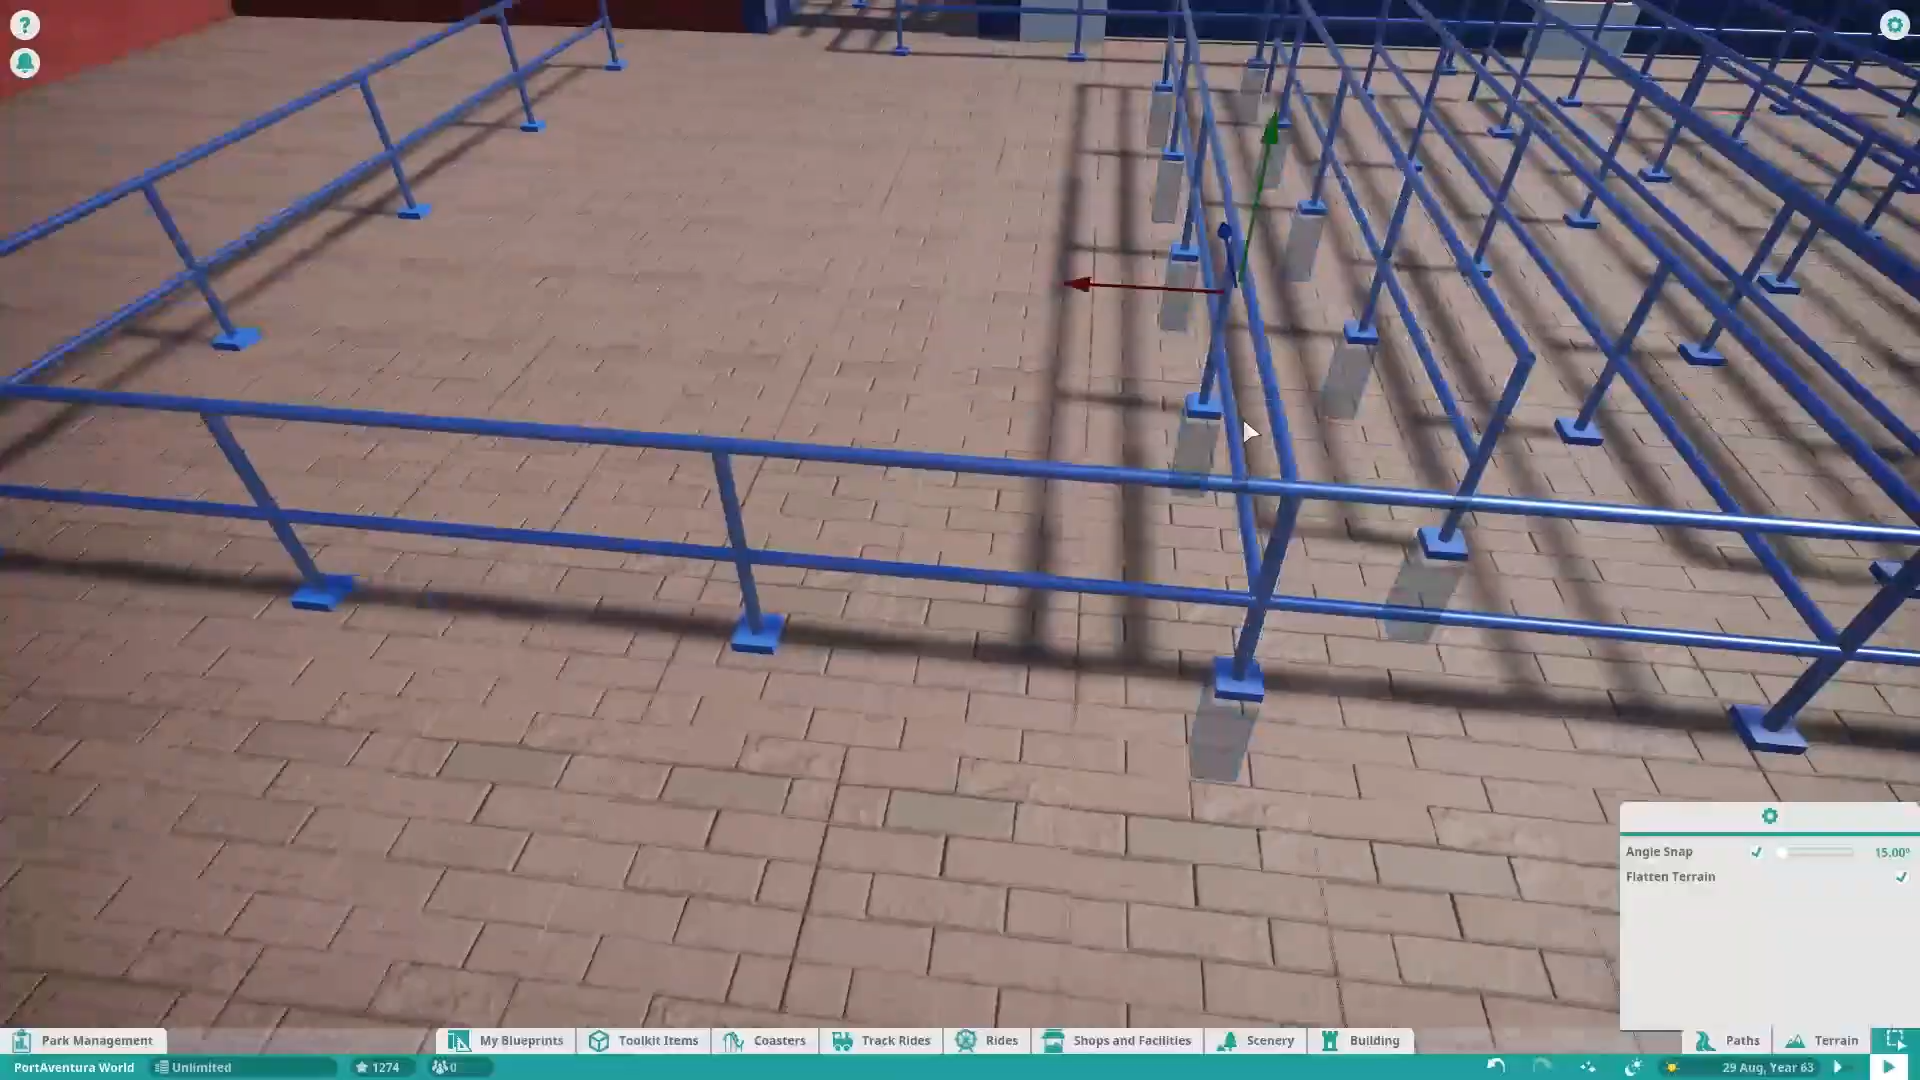 ?
Angle Snap 15.00°
Flatten Terrain
Park Management
My Blueprints
Toolkit Items
Coasters
Track Rides
Rides
Shops and Facilities
Scenery
Building
Paths
Terrain
PortAventura World
Unlimited
1274
0
29 Aug, Year 63